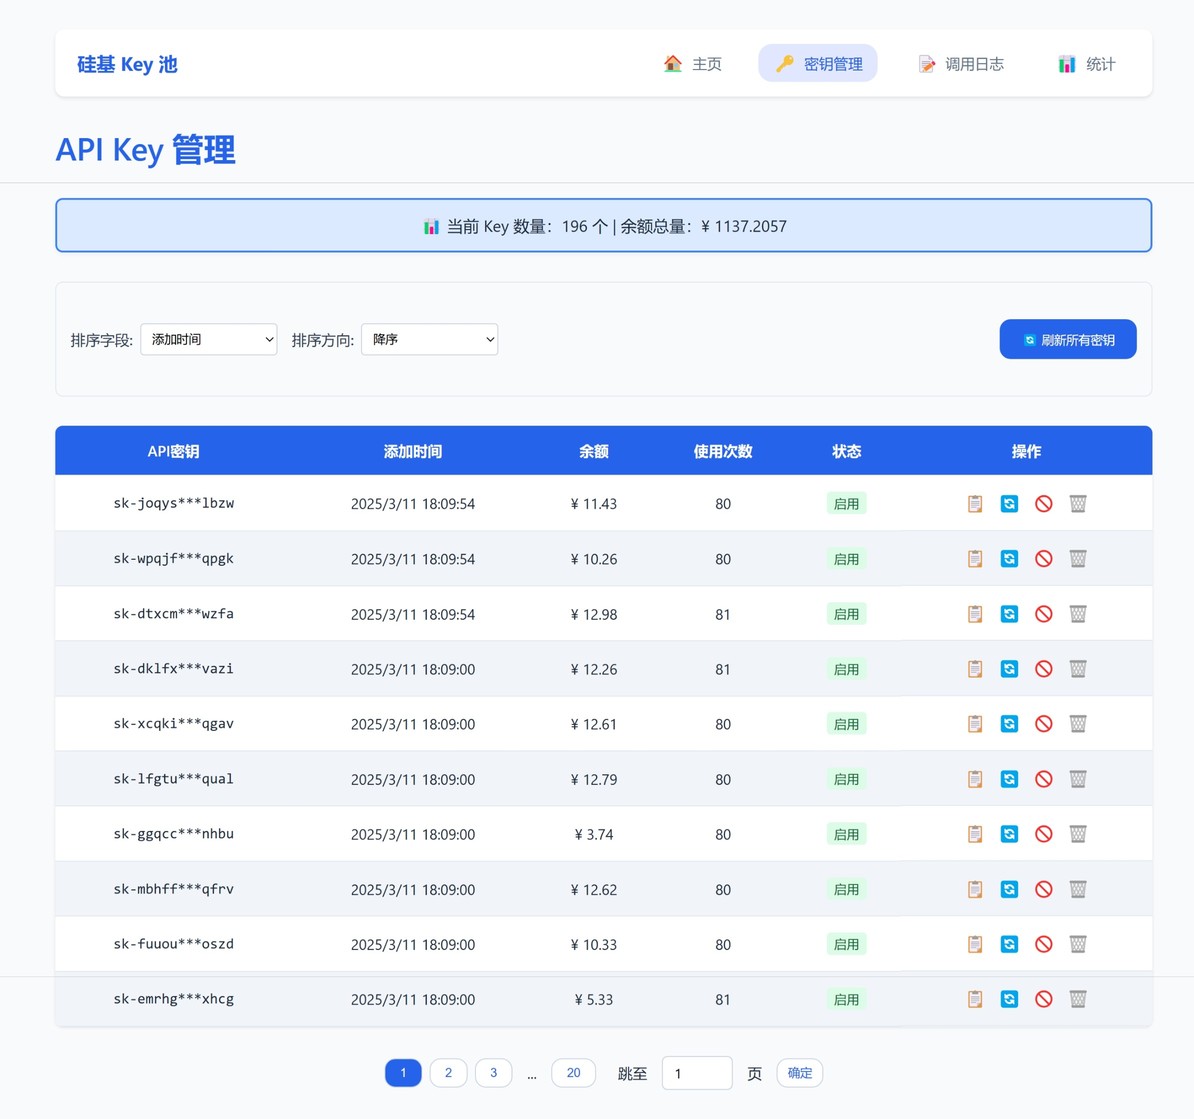 硅基 Key 池
主页 密钥管理 调用日志 统计
API Key 管理
当前 Key 数量：196 个 | 余额总量：¥ 1137.2057
排序字段: 添加时间 排序方向: 降序 刷新所有密钥
API密钥 添加时间 余额 使用次数 状态 操作
sk-joqys***lbzw 2025/3/11 18:09:54 ¥ 11.43 80 启用
sk-wpqjf***qpgk 2025/3/11 18:09:54 ¥ 10.26 80 启用
sk-dtxcm***wzfa 2025/3/11 18:09:54 ¥ 12.98 81 启用
sk-dklfx***vazi 2025/3/11 18:09:00 ¥ 12.26 81 启用
sk-xcqki***qgav 2025/3/11 18:09:00 ¥ 12.61 80 启用
sk-lfgtu***qual 2025/3/11 18:09:00 ¥ 12.79 80 启用
sk-ggqcc***nhbu 2025/3/11 18:09:00 ¥ 3.74 80 启用
sk-mbhff***qfrv 2025/3/11 18:09:00 ¥ 12.62 80 启用
sk-fuuou***oszd 2025/3/11 18:09:00 ¥ 10.33 80 启用
sk-emrhg***xhcg 2025/3/11 18:09:00 ¥ 5.33 81 启用
1 2 3 ... 20 跳至 1 页 确定